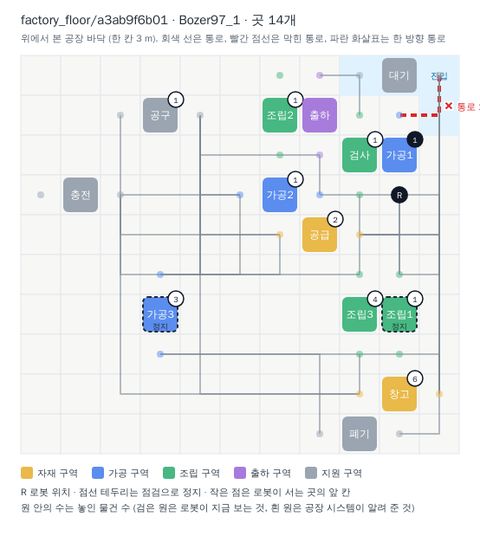 factory_floor/a3ab9f6b01 · Bozer97_1 · 곳 14개
위에서 본 공장 바닥 (한 칸 3 m). 회색 선은 통로, 빨간 점선은 막힌 통로, 파란 화살표는 한 방향 통로
대기
공구 1
조립2 1
출하
✕ 통로
검사 1
가공1 1
충전
가공2 1
R
공급 2
가공3 3
정지
조립3 4
조립1 1
정지
창고 6
폐기
자재 구역
가공 구역
조립 구역
출하 구역
지원 구역
R 로봇 위치 · 점선 테두리는 점검으로 정지 · 작은 점은 로봇이 서는 곳의 앞 칸
원 안의 수는 놓인 물건 수 (검은 원은 로봇이 지금 보는 것, 흰 원은 공장 시스템이 알려 준 것)